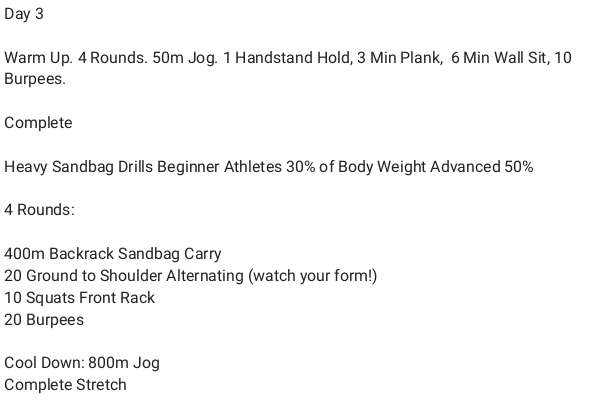 Day 3
Warm Up. 4 Rounds. 50m Jog. 1 Handstand Hold, 3 Min Plank,  6 Min Wall Sit, 10
Burpees.
Complete
Heavy Sandbag Drills Beginner Athletes 30% of Body Weight Advanced 50%
4 Rounds:
400m Backrack Sandbag Carry
20 Ground to Shoulder Alternating (watch your form!)
10 Squats Front Rack
20 Burpees
Cool Down: 800m Jog
Complete Stretch